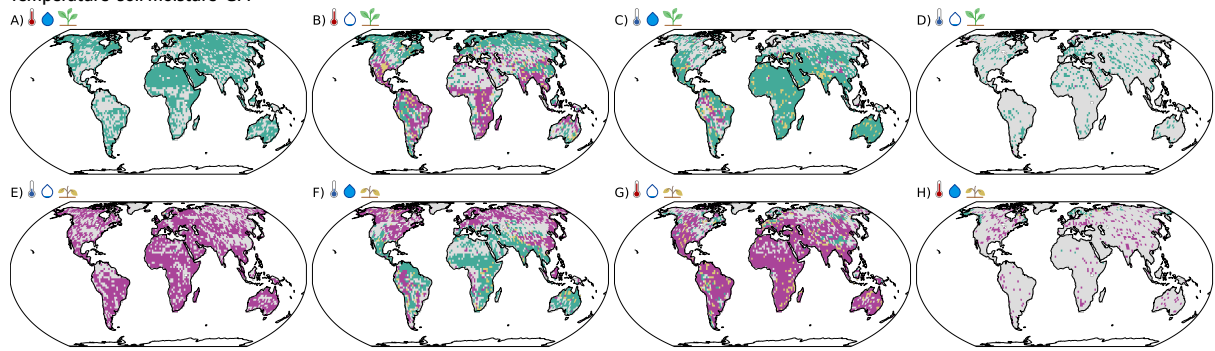 Temperature-Soil moisture-GPP
A)
B)
C)
D)
E)
F)
G)
H)